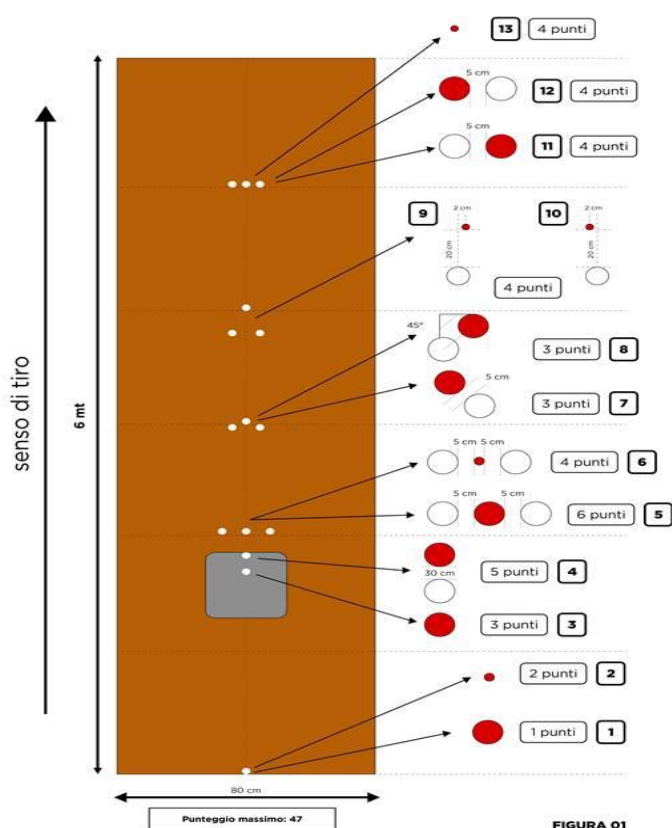 13 4 punti
5 cm
12 4 punti
5 cm
11 4 punti
9 10
2 cm 2 cm
20 cm 20 cm
4 punti
45°
3 punti 8
5 cm
3 punti 7
senso di tiro
6 mt
5 cm 5 cm
4 punti 6
5 cm 5 cm
6 punti 5
30 cm
5 punti 4
3 punti 3
2 punti 2
1 punti 1
80 cm
Punteggio massimo: 47
FIGURA 01